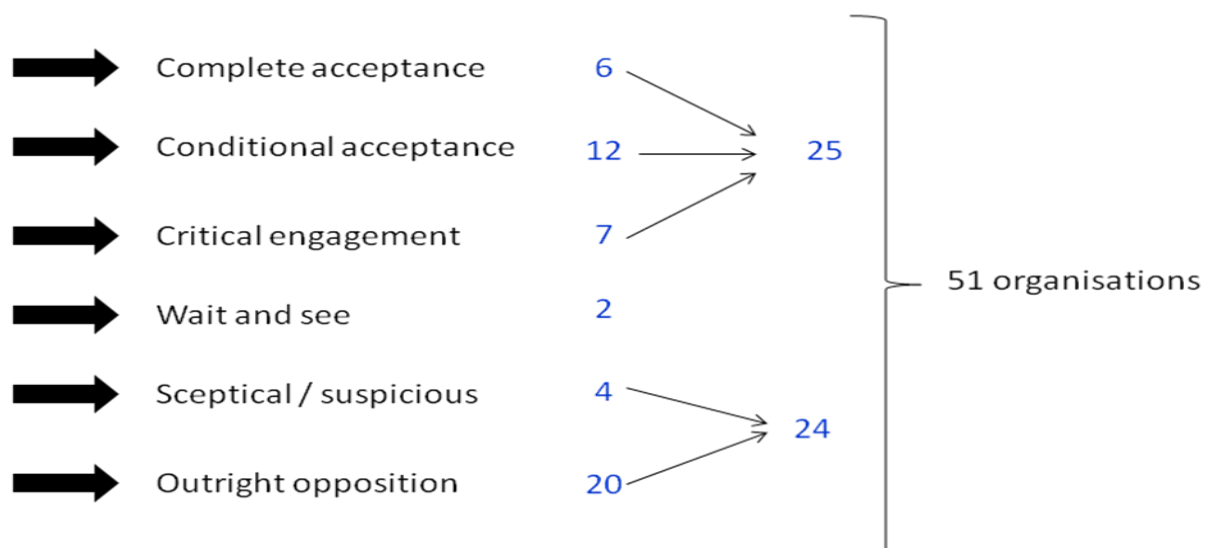 Complete acceptance 6
Conditional acceptance 12 25
Critical engagement 7
51 organisations
Wait and see 2
Sceptical / suspicious 4
24
Outright opposition 20